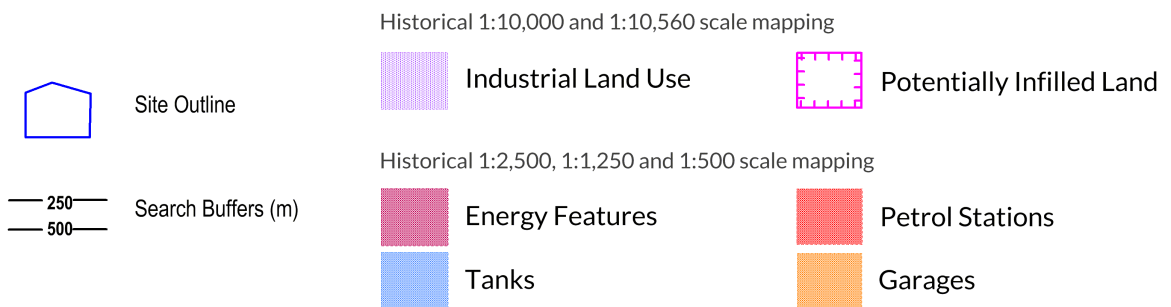 Historical 1:10,000 and 1:10,560 scale mapping
Site Outline
Industrial Land Use
Potentially Infilled Land
Historical 1:2,500, 1:1,250 and 1:500 scale mapping
250
500
Search Buffers (m)
Energy Features
Petrol Stations
Tanks
Garages